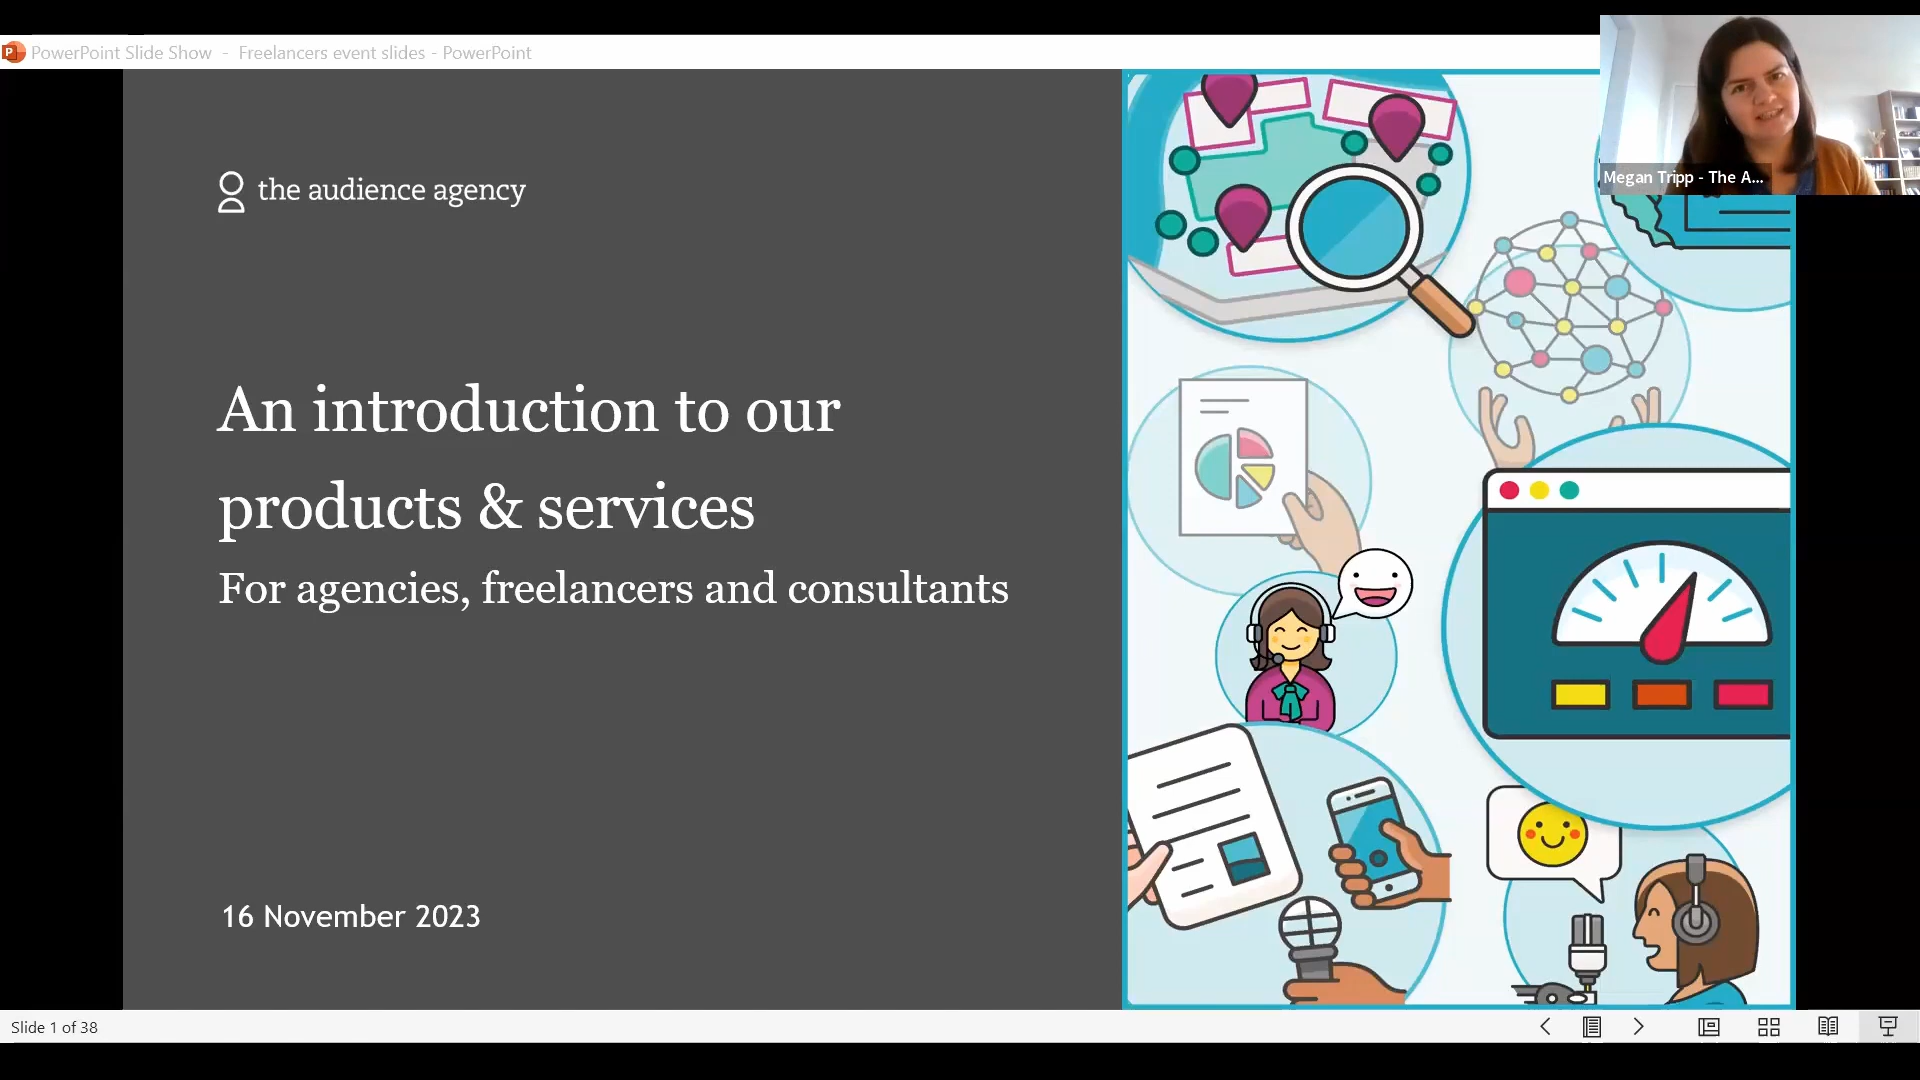 PowerPoint Slide Show - Freelancers event slides - PowerPoint
Megan Tripp - The A...
the audience agency
An introduction to our
products & services
For agencies, freelancers and consultants
16 November 2023
Slide 1 of 38